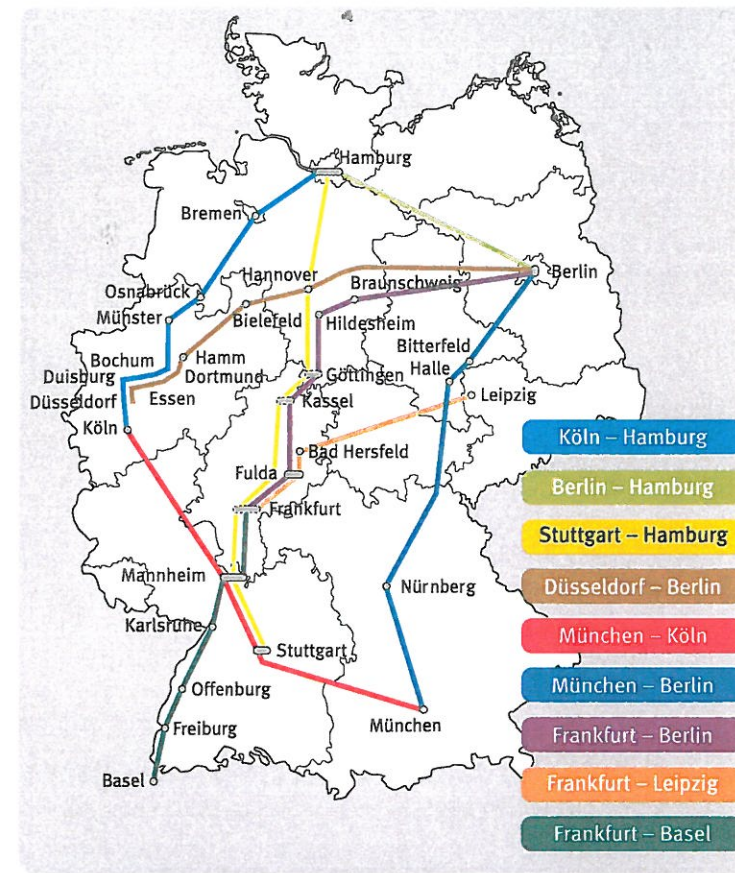 Hamburg
Bremen
Hannover
Berlin
Osnabrück
Braunschweig
Münster
Bielefeld
Hildesheim
Bitterfeld
Bochum
Hamm
Halle
Duisburg
Dortmund
Göttingen
Düsseldorf
Essen
Kassel
Leipzig
Köln
Bad Hersfeld
Fulda
Frankfurt
Mannheim
Nürnberg
Karlsruhe
Stuttgart
Offenburg
München
Freiburg
Basel
Köln – Hamburg
Berlin – Hamburg
Stuttgart – Hamburg
Düsseldorf – Berlin
München – Köln
München – Berlin
Frankfurt – Berlin
Frankfurt – Leipzig
Frankfurt – Basel